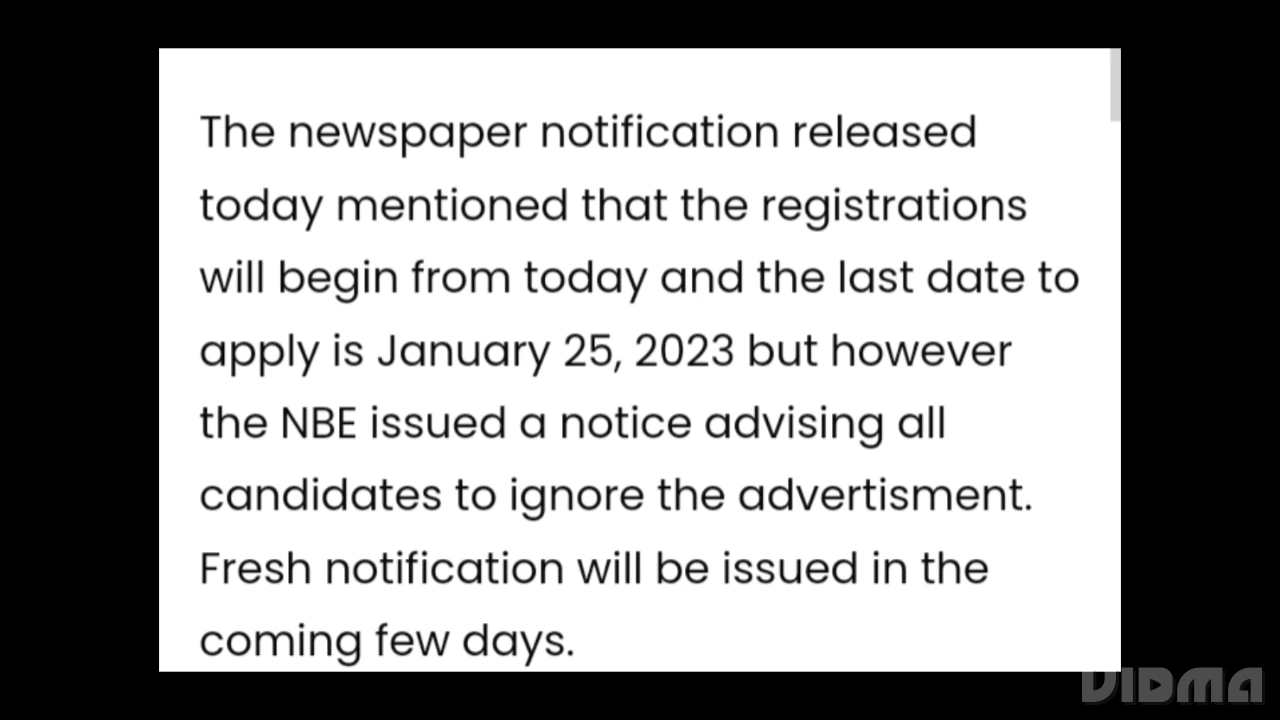 The newspaper notification released
today mentioned that the registrations
will begin from today and the last date to
apply is January 25, 2023 but however
the NBE issued a notice advising all
candidates to ignore the advertisment.
Fresh notification will be issued in the
coming few days.
VIDMA